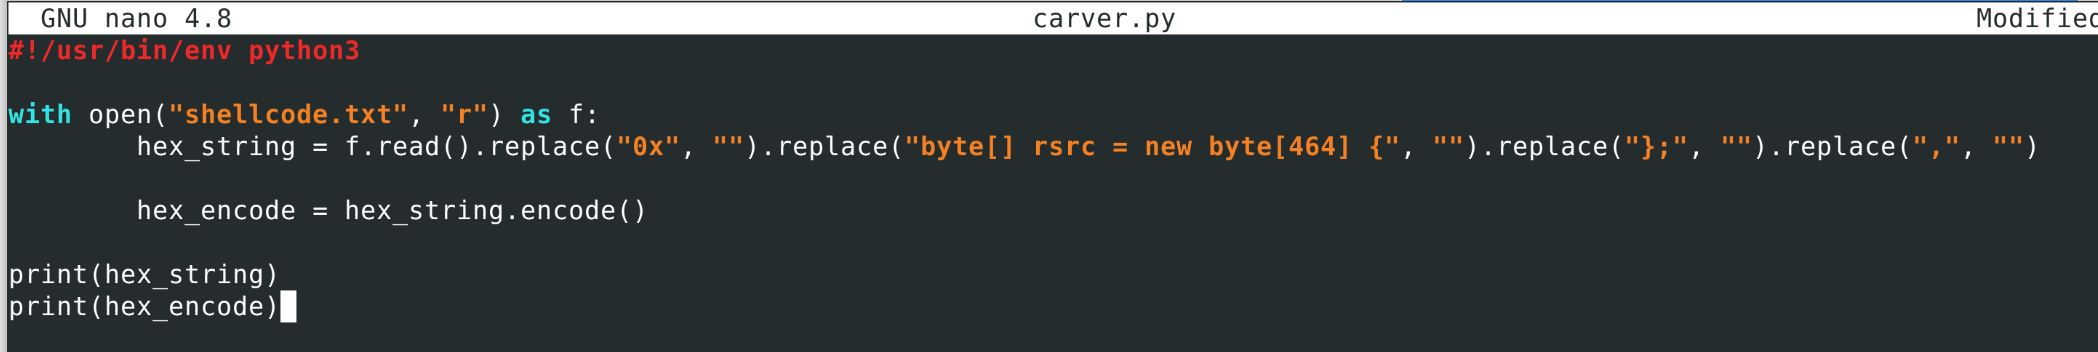 GNU nano 4.8 carver.py Modified
#!/usr/bin/env python3
with open("shellcode.txt", "r") as f:
hex_string = f.read().replace("0x", "").replace("byte[] rsrc = new byte[464] {", "").replace("};", "").replace(",", "")
hex_encode = hex_string.encode()
print(hex_string)
print(hex_encode)